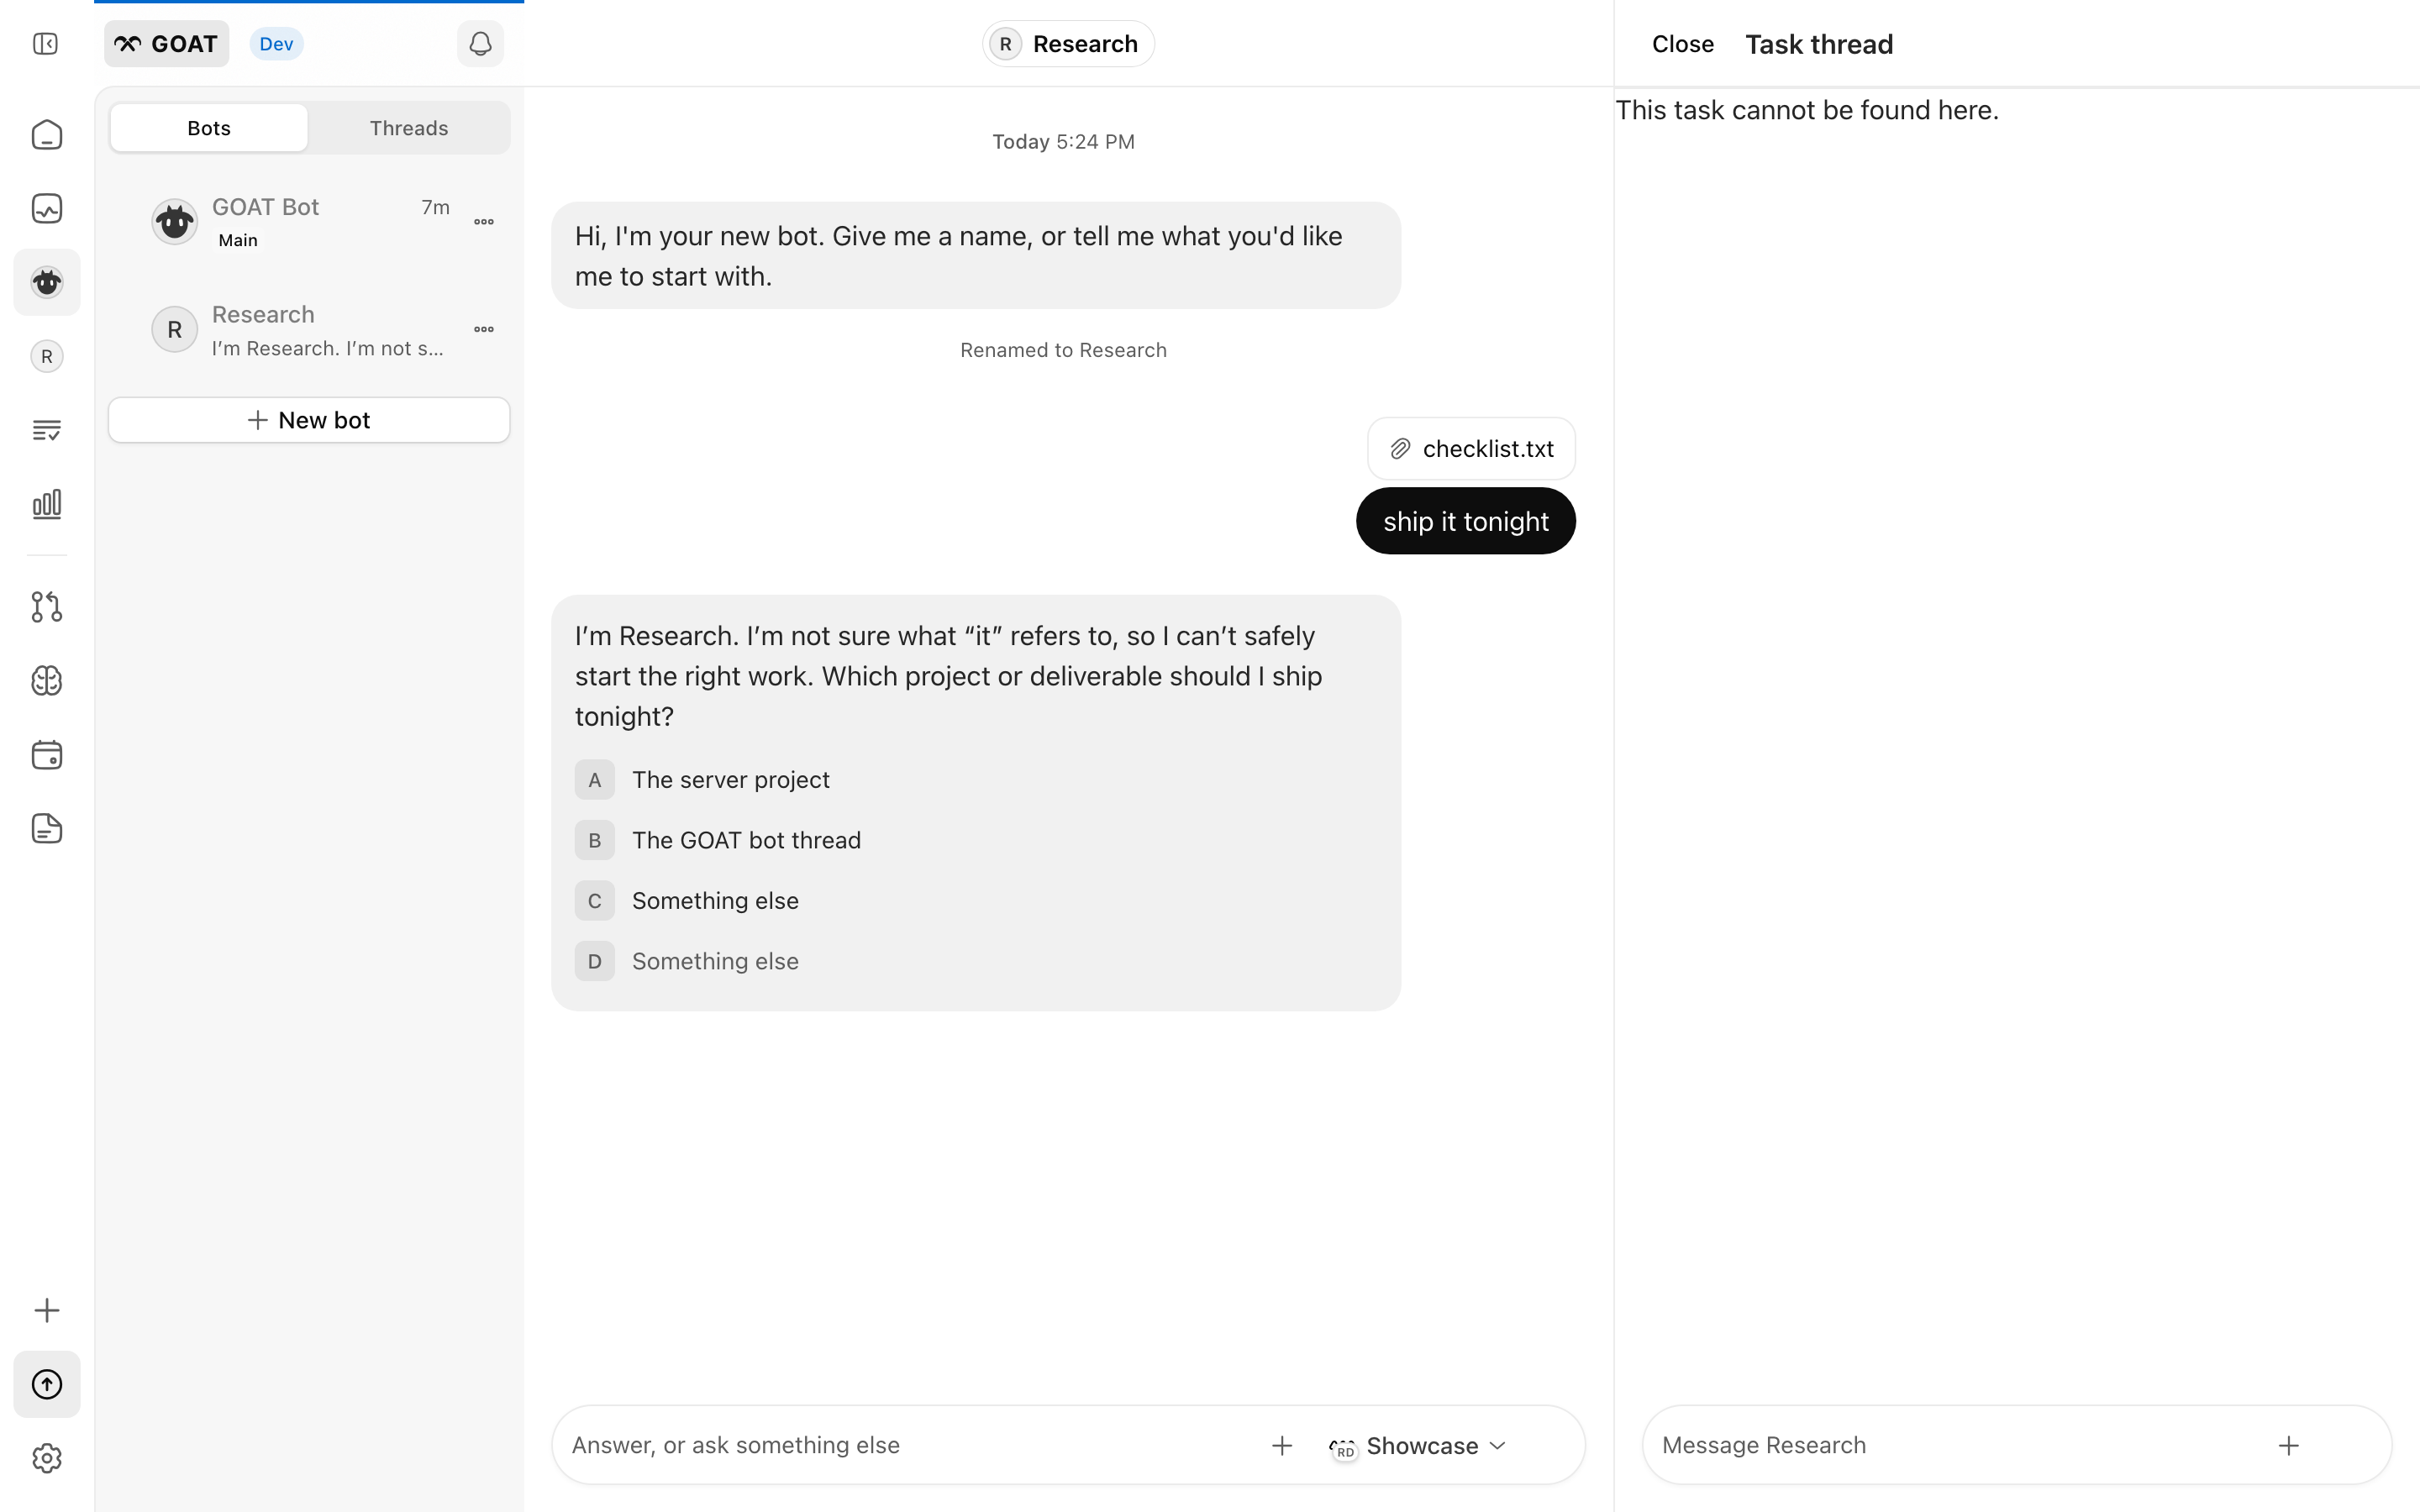 GOAT
Dev
R Research
Close Task thread
Bots Threads
This task cannot be found here.
Today 5:24 PM
GOAT Bot 7m
Main
Hi, I'm your new bot. Give me a name, or tell me what you'd like
me to start with.
R Research
I’m Research. I’m not s...
R
Renamed to Research
New bot
checklist.txt
ship it tonight
I’m Research. I’m not sure what “it” refers to, so I can’t safely
start the right work. Which project or deliverable should I ship
tonight?
A The server project
B The GOAT bot thread
C Something else
D Something else
Answer, or ask something else
RD Showcase
Message Research